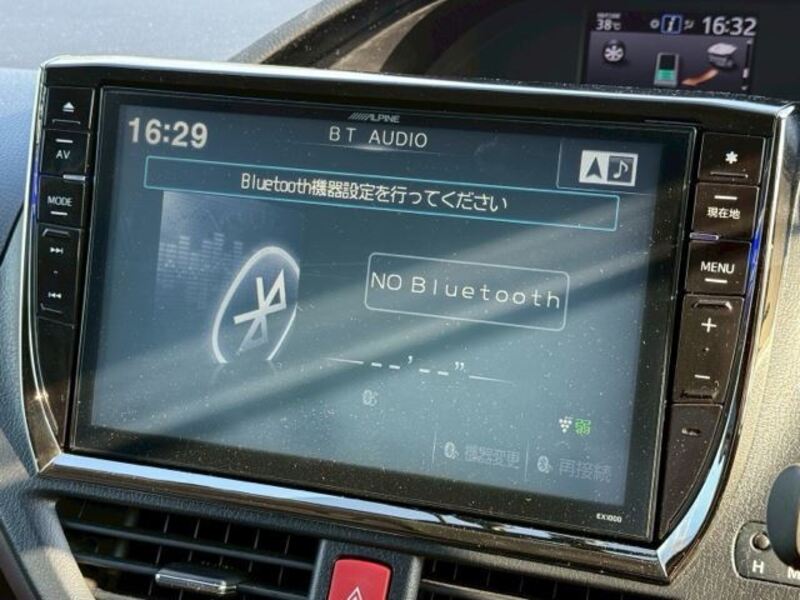 38℃
16:32
ALPINE
16:29
BT AUDIO
AV
Bluetooth機器設定を行ってください
MODE
現在地
NO Bluetooth
MENU
--'--"
弱
機器変更
再接続
EX1000
H